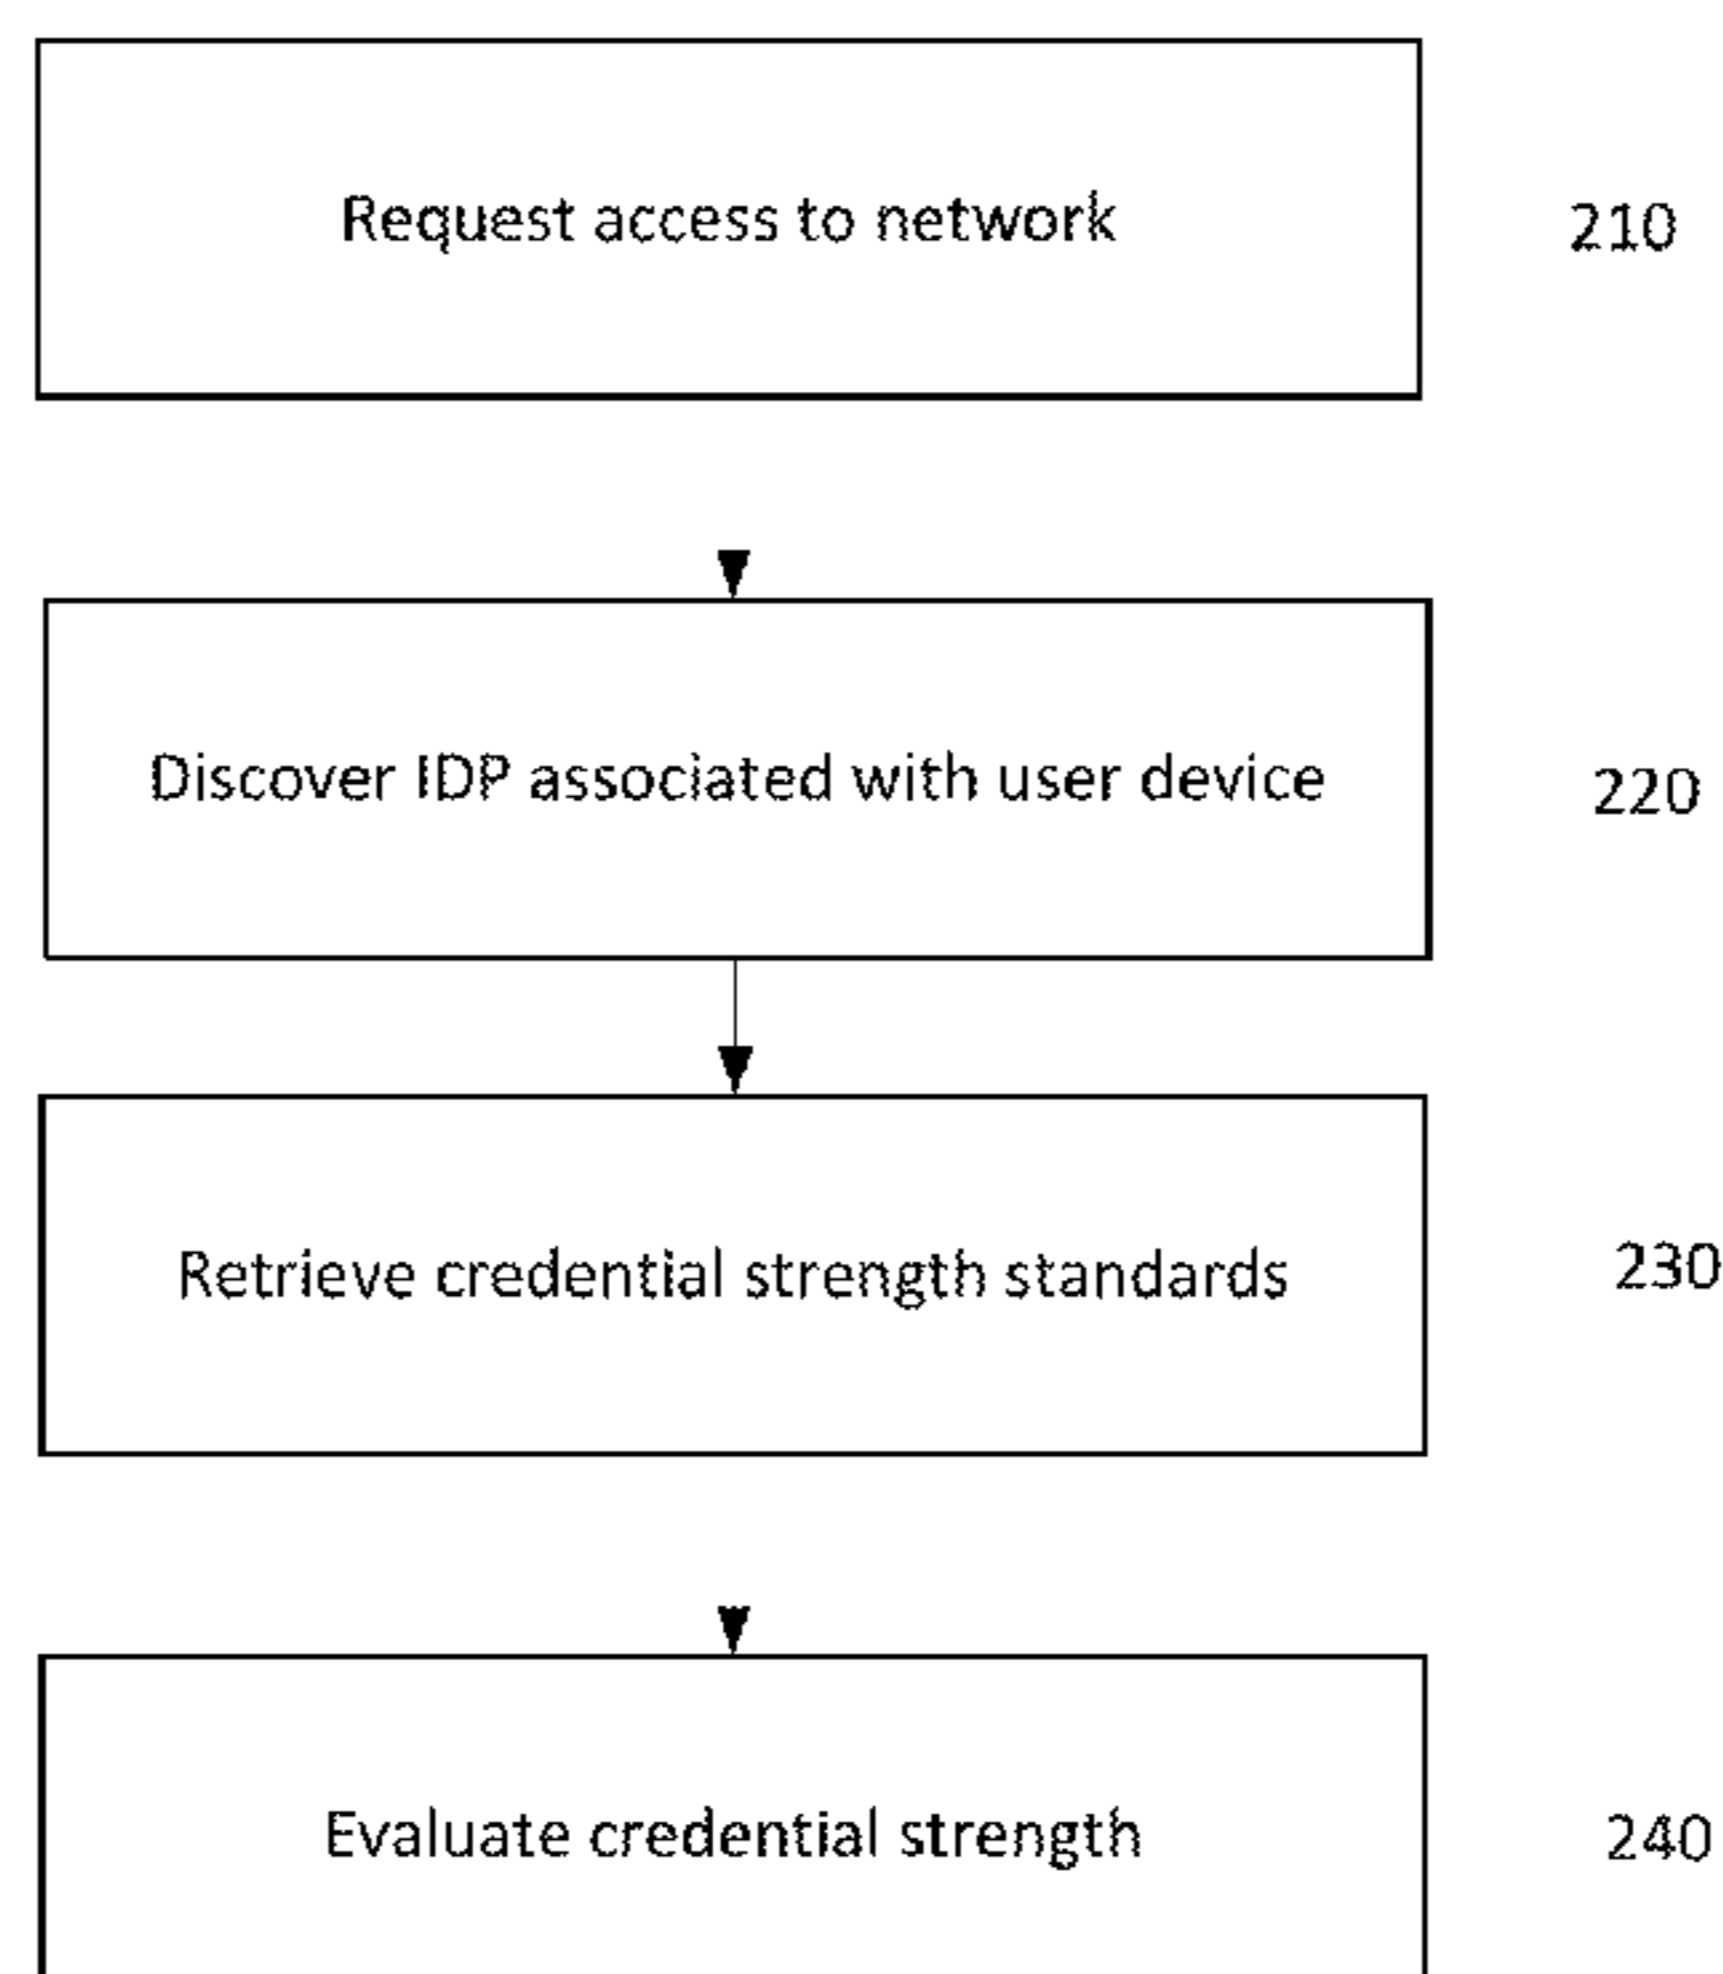 Request access to network
210
Discover IDP associated with user device
220
Retrieve credential strength standards
230
Evaluate credential strength
240